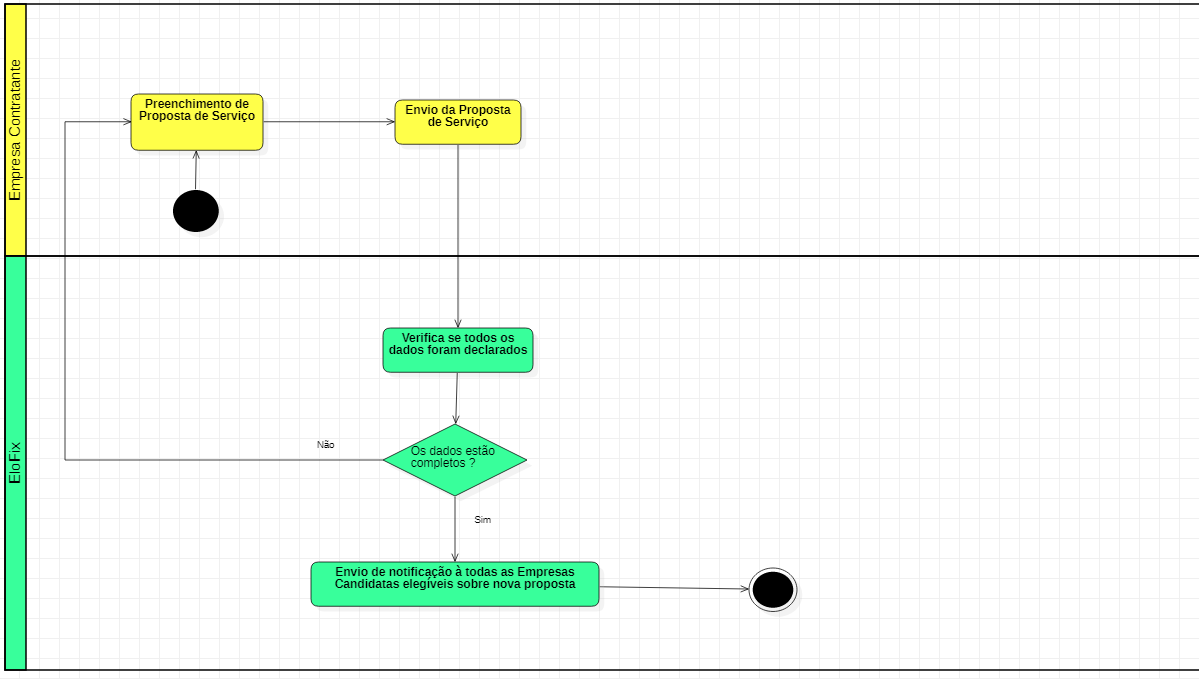 Empresa Contratante
Preenchimento de
Proposta de Serviço
Envio da Proposta
de Serviço
EloFix
Verifica se todos os
dados foram declarados
Não
Os dados estão
completos ?
Sim
Envio de notificação à todas as Empresas
Candidatas elegíveis sobre nova proposta